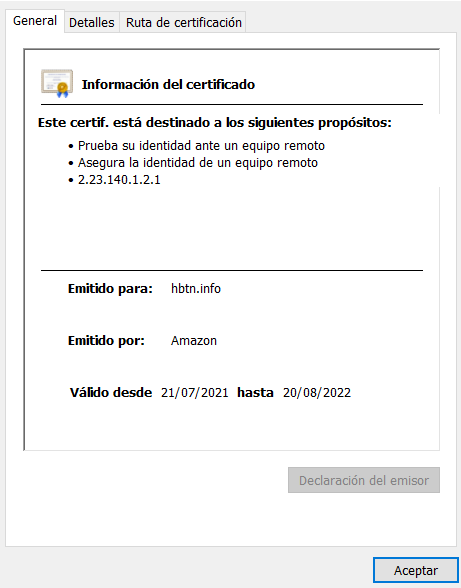 General Detalles Ruta de certificación
Información del certificado
Este certif. está destinado a los siguientes propósitos:
• Prueba su identidad ante un equipo remoto
• Asegura la identidad de un equipo remoto
• 2.23.140.1.2.1
Emitido para: hbtn.info
Emitido por: Amazon
Válido desde 21/07/2021 hasta 20/08/2022
Declaración del emisor
Aceptar